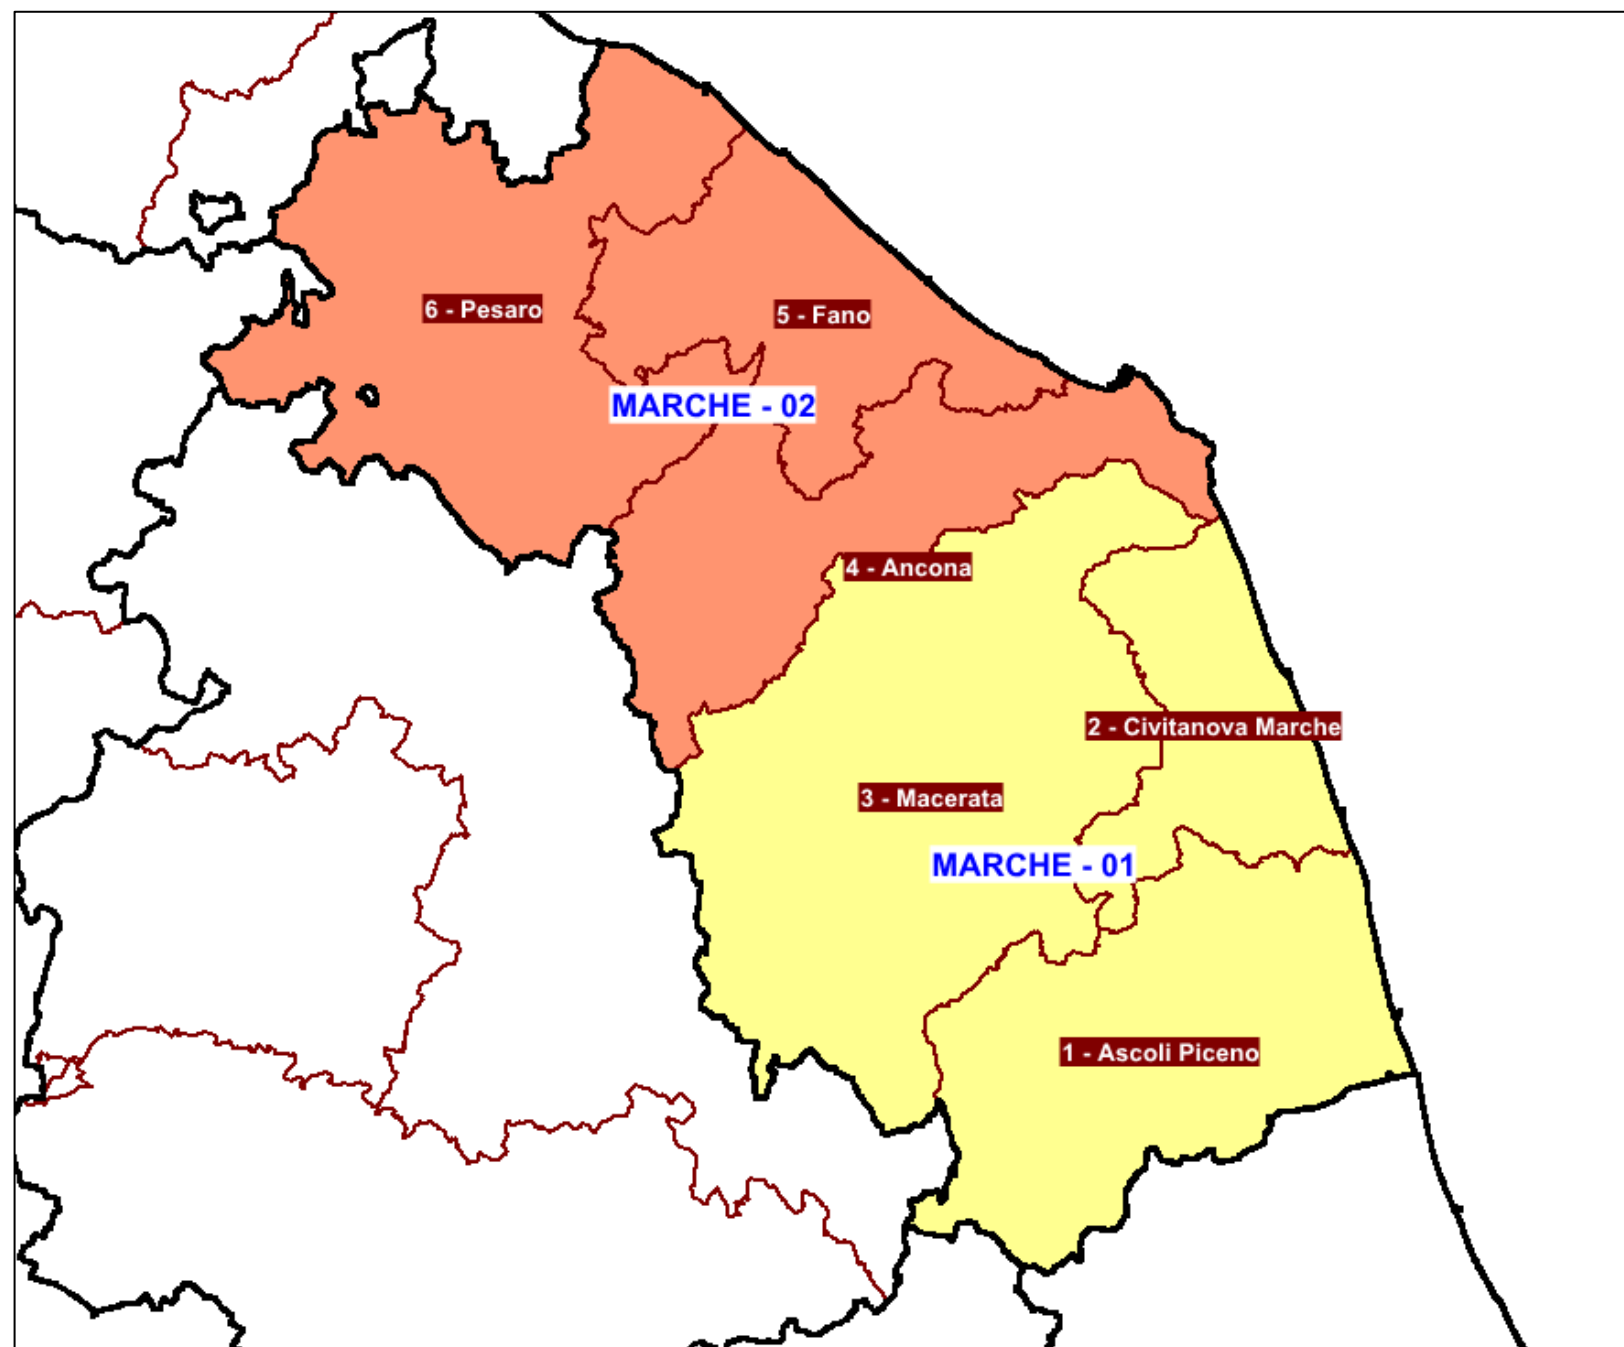 6 - Pesaro
5 - Fano
MARCHE - 02
4 - Ancona
2 - Civitanova Marche
3 - Macerata
MARCHE - 01
1 - Ascoli Piceno